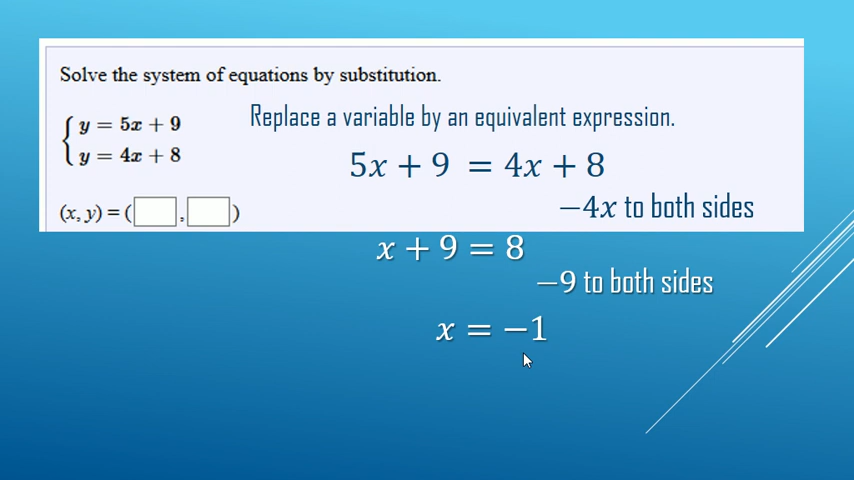 Solve the system of equations by substitution.
Replace a variable by an equivalent expression.
{ y = 5x + 9
y = 4x + 8
5x + 9 = 4x + 8
−4x to both sides
(x, y) = ( , )
x + 9 = 8
−9 to both sides
x = −1